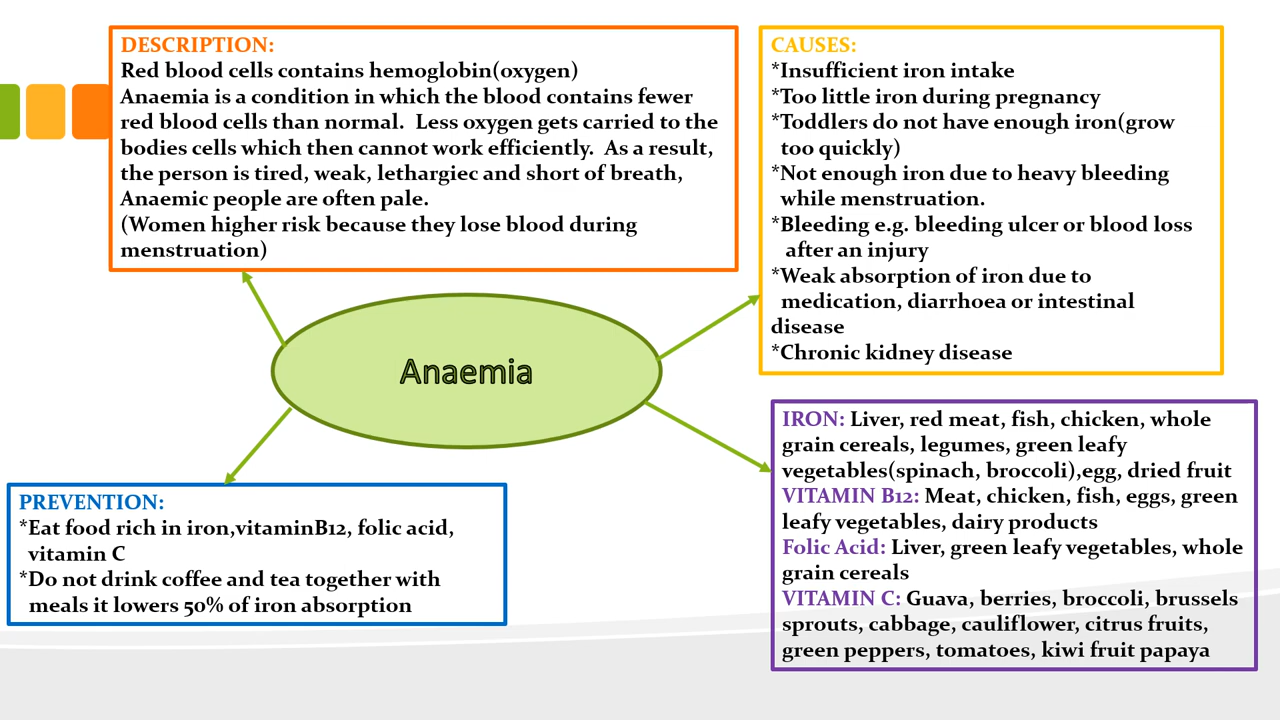 DESCRIPTION:
Red blood cells contains hemoglobin(oxygen)
Anaemia is a condition in which the blood contains fewer
red blood cells than normal.  Less oxygen gets carried to the
bodies cells which then cannot work efficiently.  As a result,
the person is tired, weak, lethargiec and short of breath,
Anaemic people are often pale.
(Women higher risk because they lose blood during
menstruation)
CAUSES:
*Insufficient iron intake
*Too little iron during pregnancy
*Toddlers do not have enough iron(grow
too quickly)
*Not enough iron due to heavy bleeding
while menstruation.
*Bleeding e.g. bleeding ulcer or blood loss
after an injury
*Weak absorption of iron due to
medication, diarrhoea or intestinal
disease
*Chronic kidney disease
Anaemia
PREVENTION:
*Eat food rich in iron,vitaminB12, folic acid,
vitamin C
*Do not drink coffee and tea together with
meals it lowers 50% of iron absorption
IRON: Liver, red meat, fish, chicken, whole
grain cereals, legumes, green leafy
vegetables(spinach, broccoli),egg, dried fruit
VITAMIN B12: Meat, chicken, fish, eggs, green
leafy vegetables, dairy products
Folic Acid: Liver, green leafy vegetables, whole
grain cereals
VITAMIN C: Guava, berries, broccoli, brussels
sprouts, cabbage, cauliflower, citrus fruits,
green peppers, tomatoes, kiwi fruit papaya